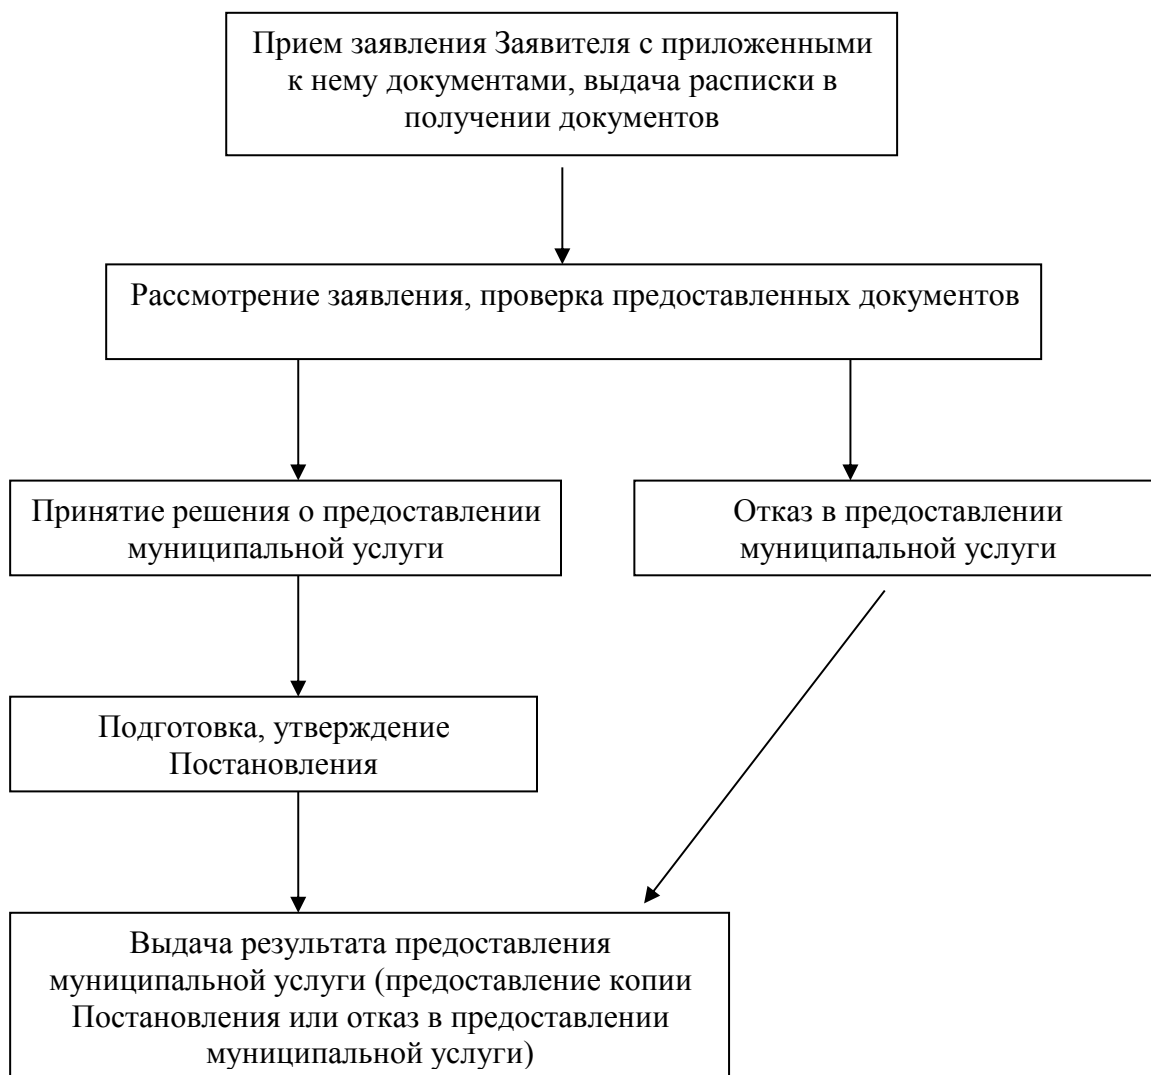 Прием заявления Заявителя с приложенными
к нему документами, выдача расписки в
получении документов
Рассмотрение заявления, проверка предоставленных документов
Принятие решения о предоставлении
муниципальной услуги
Отказ в предоставлении
муниципальной услуги
Подготовка, утверждение
Постановления
Выдача результата предоставления
муниципальной услуги (предоставление копии
Постановления или отказ в предоставлении
муниципальной услуги)